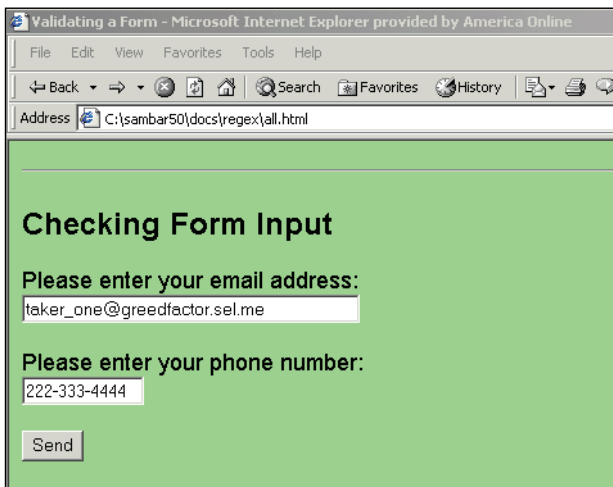 Validating a Form - Microsoft Internet Explorer provided by America Online
File Edit View Favorites Tools Help
Back Search Favorites History
Address C:\sambar50\docs\regex\all.html
Checking Form Input
Please enter your email address:
taker_one@greedfactor.sel.me
Please enter your phone number:
222-333-4444
Send